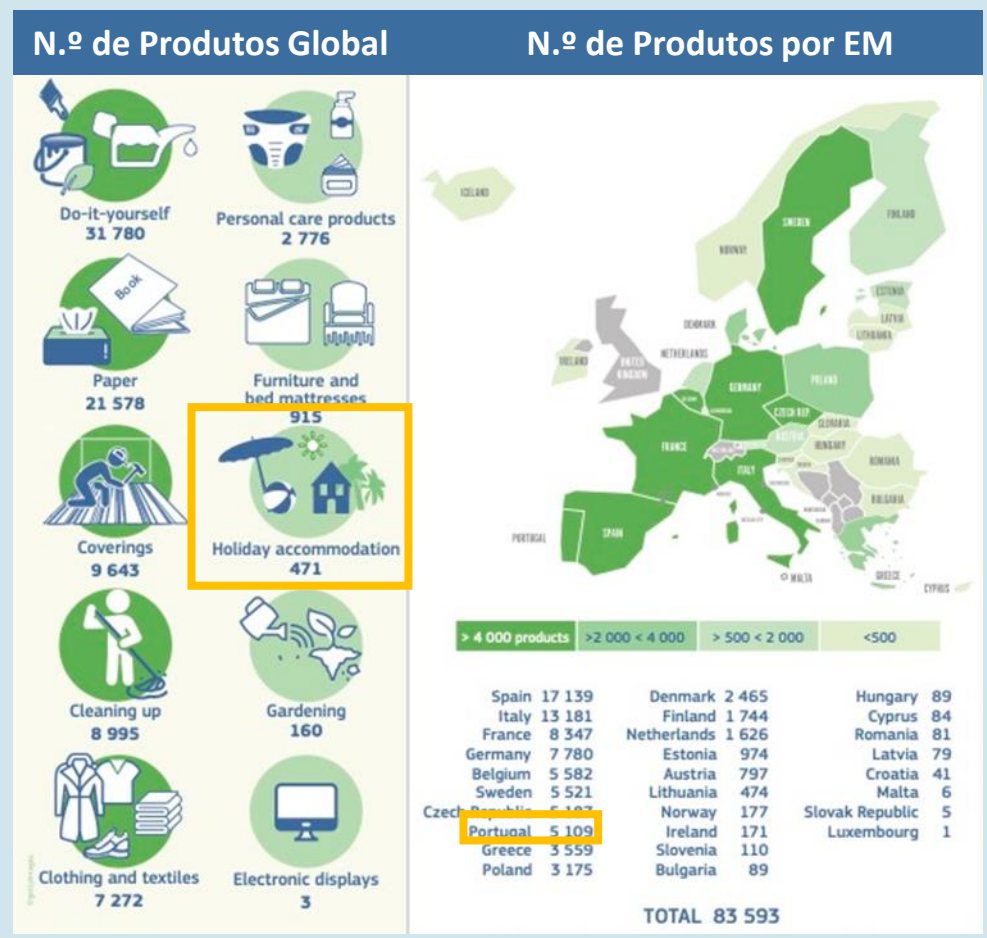 N.º de Produtos Global
N.º de Produtos por EM
Do-it-yourself
31 780
Personal care products
2 776
Book
Paper
21 578
Furniture and
bed mattresses
915
Coverings
9 643
Holiday accommodation
471
Cleaning up
8 995
Gardening
160
Clothing and textiles
7 272
Electronic displays
3
ICELAND
SWEDEN
FINLAND
NORWAY
ESTONIA
LATVIA
LITHUANIA
DENMARK
IRELAND
UNITED
KINGDOM
NETHERLANDS
GERMANY
POLAND
CZECH REP.
SLOVAKIA
FRANCE
AUSTRIA
HUNGARY
ROMANIA
ITALY
BULGARIA
PORTUGAL
SPAIN
MALTA
GREECE
CYPRUS
> 4 000 products
>2 000 < 4 000
> 500 < 2 000
<500
Spain 17 139
Italy 13 181
France 8 347
Germany 7 780
Belgium 5 582
Sweden 5 521
Czech Republic 5 187
Portugal 5 109
Greece 3 559
Poland 3 175
Denmark 2 465
Finland 1 744
Netherlands 1 626
Estonia 974
Austria 797
Lithuania 474
Norway 177
Ireland 171
Slovenia 110
Bulgaria 89
Hungary 89
Cyprus 84
Romania 81
Latvia 79
Croatia 41
Malta 6
Slovak Republic 5
Luxembourg 1
TOTAL 83 593